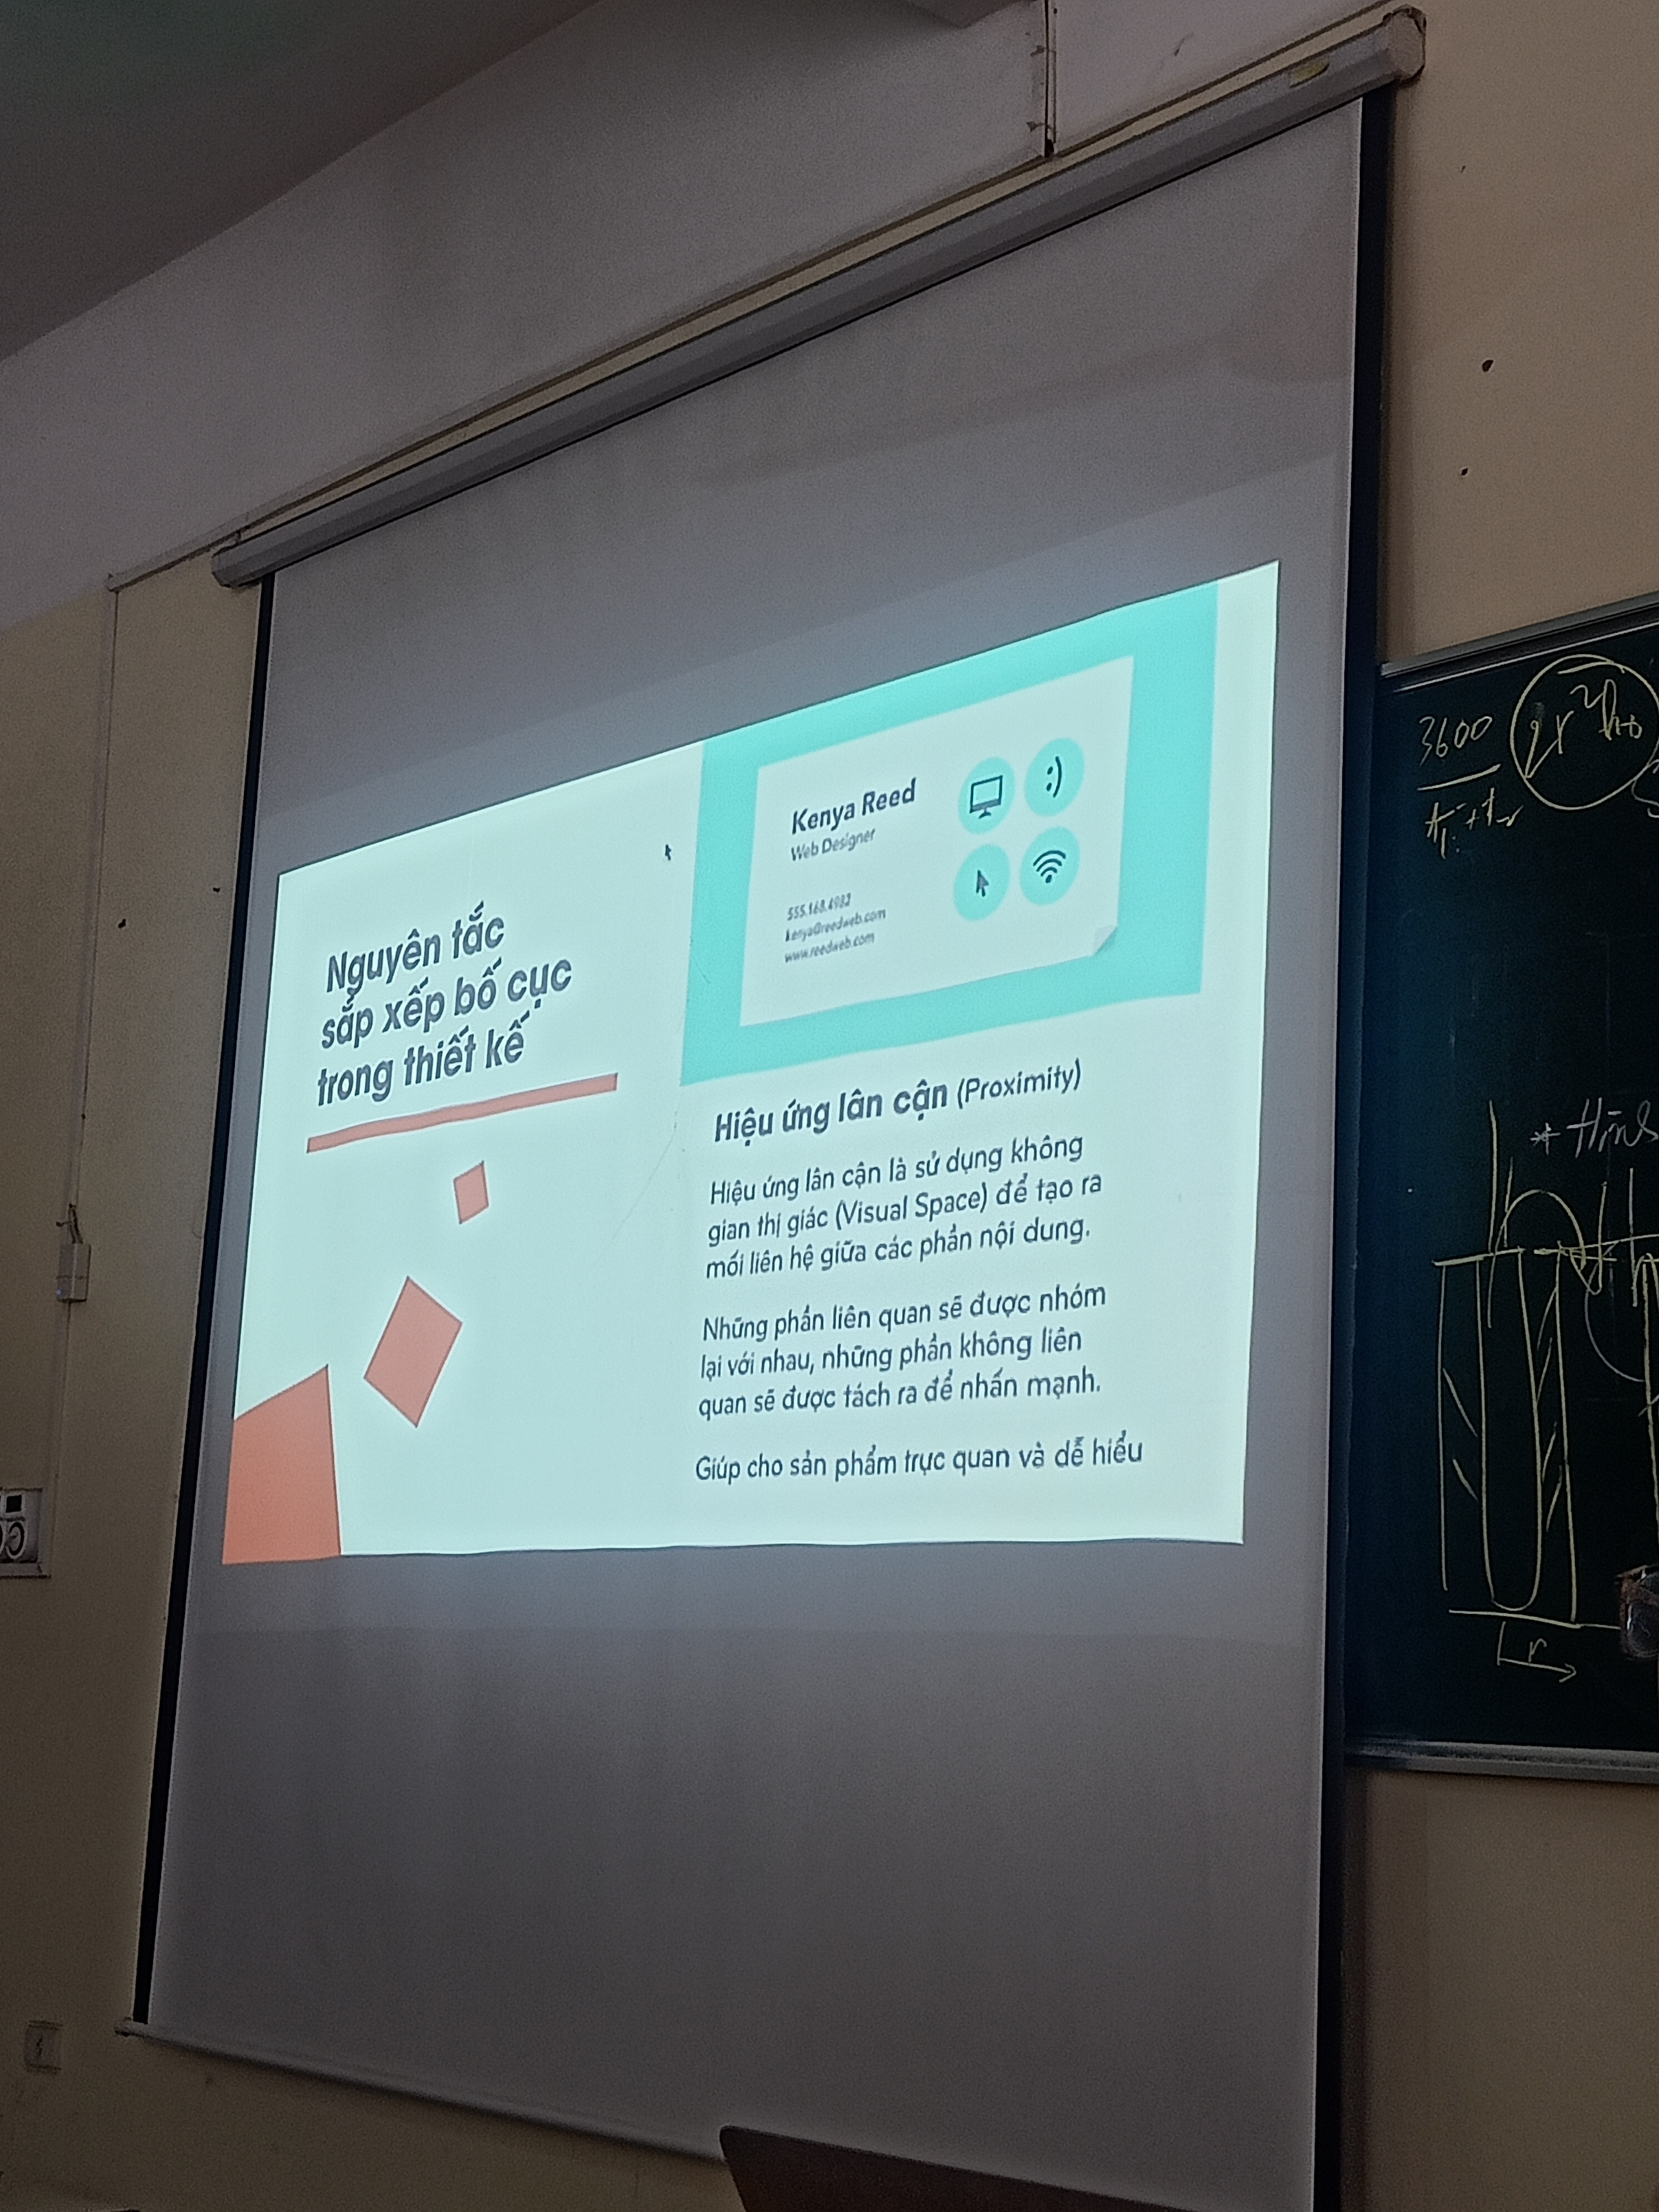 Nguyên tắc
sắp xếp bố cục
trong thiết kế
Kenya Reed
Web Designer
555.168.4982
kenya@reedweb.com
www.reedweb.com
:)
Hiệu ứng lân cận (Proximity)
Hiệu ứng lân cận là sử dụng không
gian thị giác (Visual Space) để tạo ra
mối liên hệ giữa các phần nội dung.
Những phần liên quan sẽ được nhóm
lại với nhau, những phần không liên
quan sẽ được tách ra để nhấn mạnh.
Giúp cho sản phẩm trực quan và dễ hiểu
3600
r